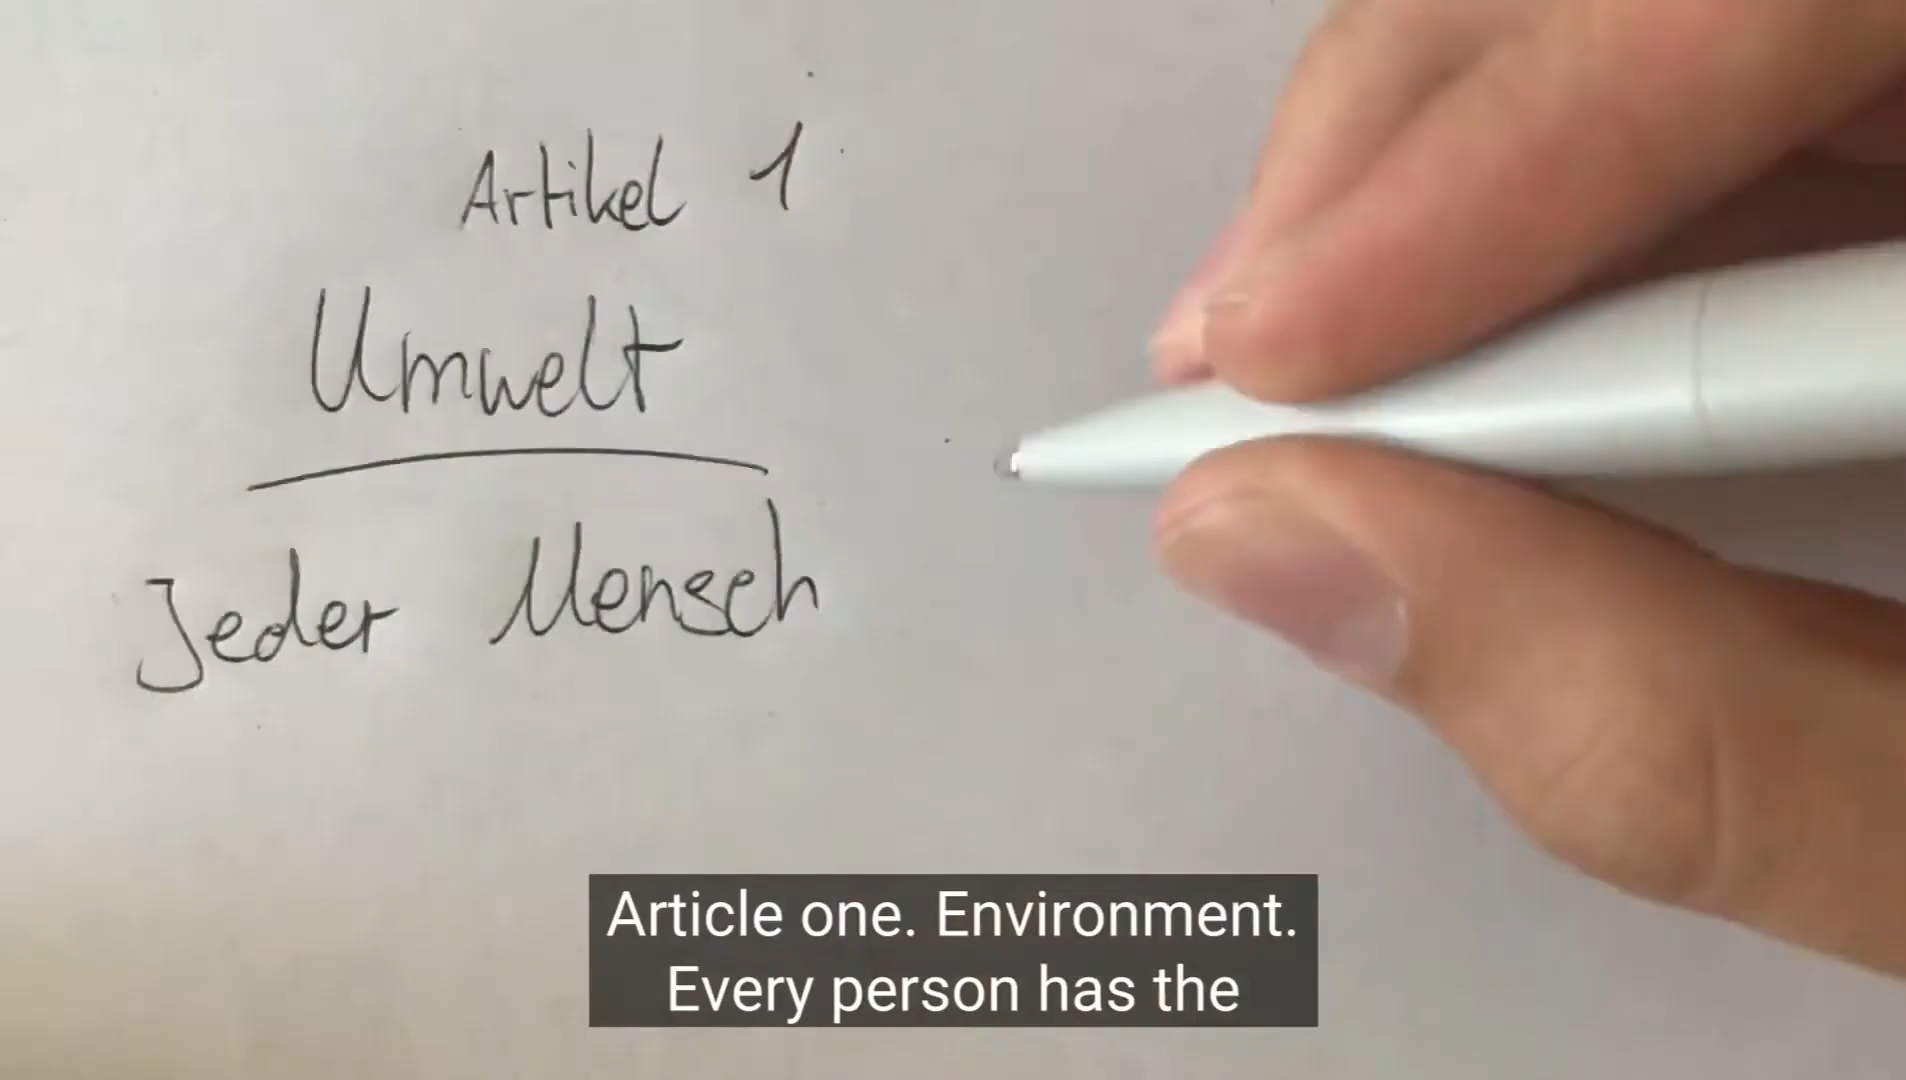 Artikel 1
Umwelt
Jeder Mensch
Article one. Environment.
Every person has the